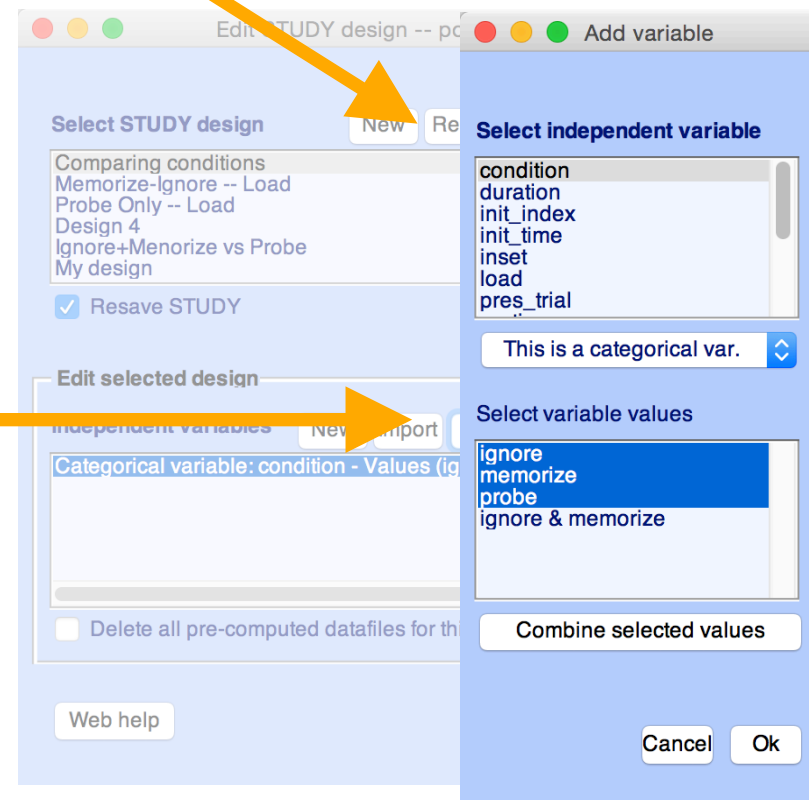 Edit STUDY design -- po
Select STUDY design
New
Re
Comparing conditions
Memorize-Ignore -- Load
Probe Only -- Load
Design 4
Ignore+Menorize vs Probe
My design
Resave STUDY
Edit selected design
Independent variables
New
Import
Categorical variable: condition - Values (ig
Delete all pre-computed datafiles for thi
Web help
Add variable
Select independent variable
condition
duration
init_index
init_time
inset
load
pres_trial
This is a categorical var.
Select variable values
ignore
memorize
probe
ignore & memorize
Combine selected values
Cancel
Ok